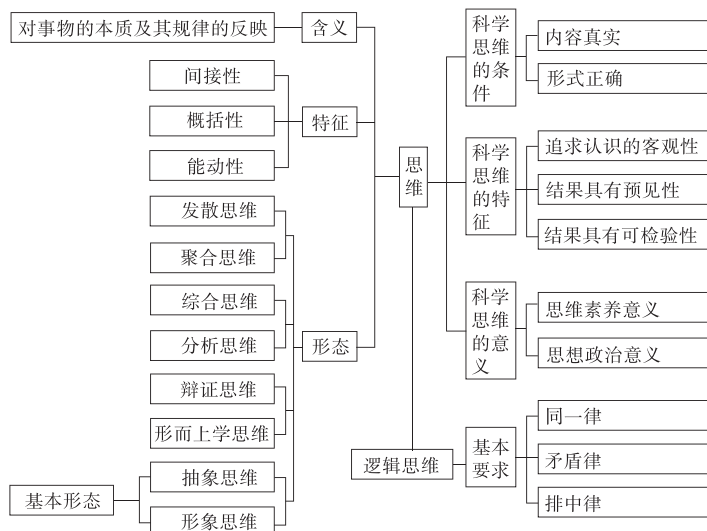 对事物的本质及其规律的反映
含义
间接性
概括性
能动性
特征
发散思维
聚合思维
综合思维
分析思维
辩证思维
形而上学思维
抽象思维
形象思维
基本形态
形态
思
维
科学
思维
的条
件
内容真实
形式正确
科学
思维
的特
征
追求认识的客观性
结果具有预见性
结果具有可检验性
科学
思维
的意
义
思维素养意义
思想政治意义
逻辑思维
基本
要求
同一律
矛盾律
排中律